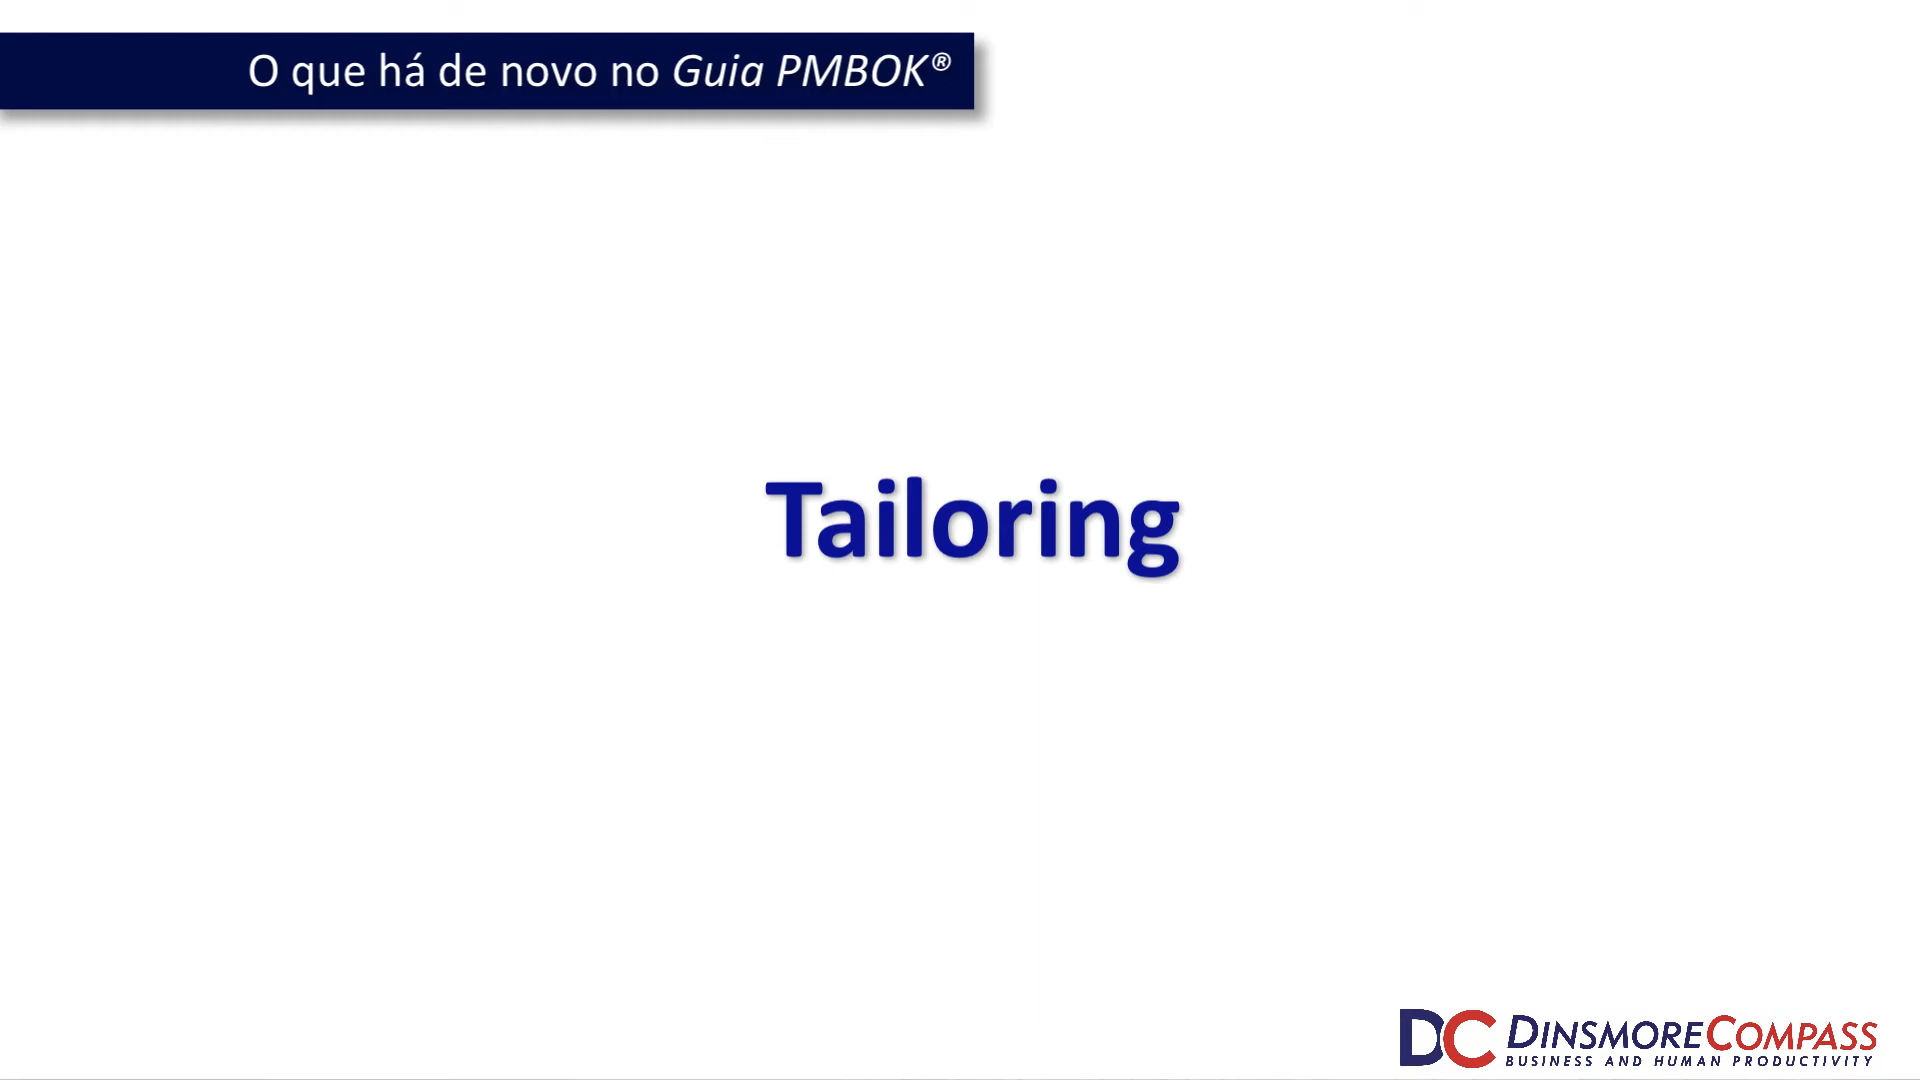 O que há de novo no Guia PMBOK®
Tailoring
DC DINSMORECOMPASS
BUSINESS AND HUMAN PRODUCTIVITY